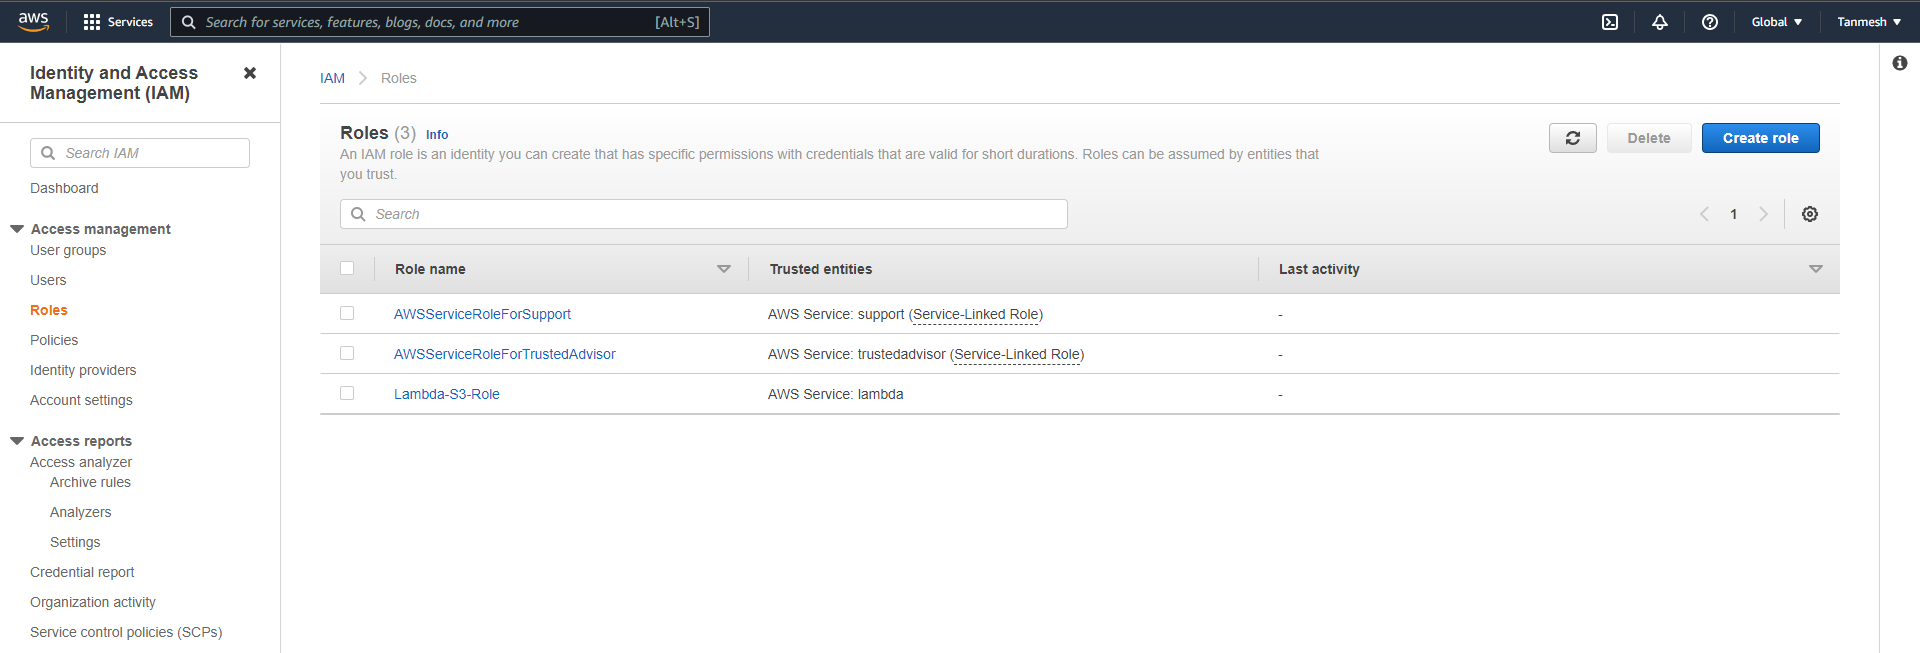 aws Services Search for services, features, blogs, docs, and more [Alt+S] Global Tanmesh
Identity and Access
Management (IAM)
Search IAM
Dashboard
Access management
User groups
Users
Roles
Policies
Identity providers
Account settings
Access reports
Access analyzer
Archive rules
Analyzers
Settings
Credential report
Organization activity
Service control policies (SCPs)
IAM Roles
Roles (3) Info
An IAM role is an identity you can create that has specific permissions with credentials that are valid for short durations. Roles can be assumed by entities that
you trust.
Delete Create role
Search
1
Role name Trusted entities Last activity
AWSServiceRoleForSupport AWS Service: support (Service-Linked Role) -
AWSServiceRoleForTrustedAdvisor AWS Service: trustedadvisor (Service-Linked Role) -
Lambda-S3-Role AWS Service: lambda -